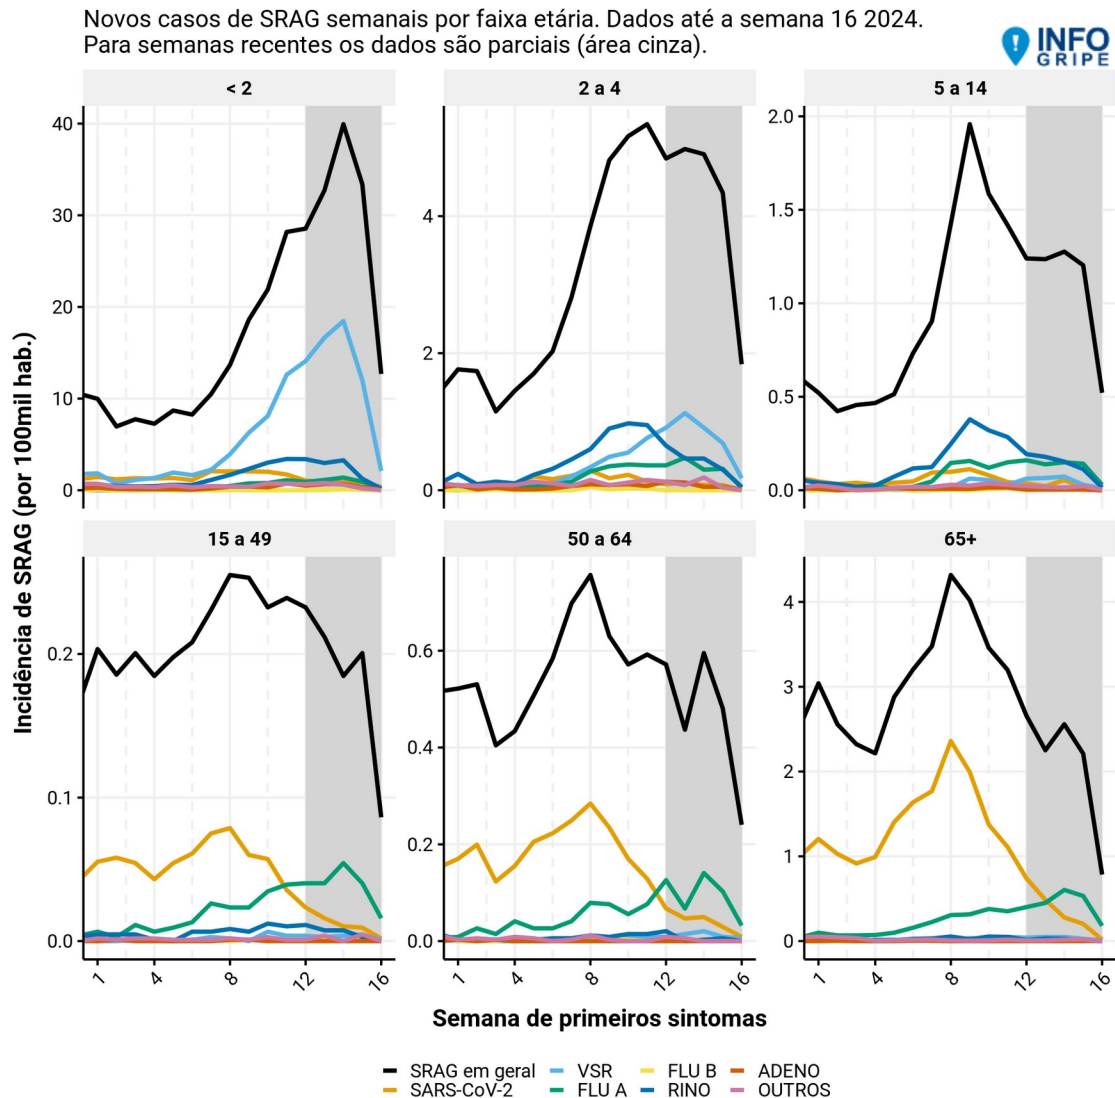 Novos casos de SRAG semanais por faixa etária. Dados até a semana 16 2024.
Para semanas recentes os dados são parciais (área cinza).
INFO
GRIPE
< 2
2 a 4
5 a 14
40
30
20
10
0
4
2
0
2.0
1.5
1.0
0.5
0.0
15 a 49
50 a 64
65+
0.2
0.1
0.0
0.6
0.4
0.2
0.0
4
3
2
1
0
1 4 8 12 16
1 4 8 12 16
1 4 8 12 16
Incidência de SRAG (por 100mil hab.)
Semana de primeiros sintomas
SRAG em geral VSR FLU B ADENO
SARS-CoV-2 FLU A RINO OUTROS